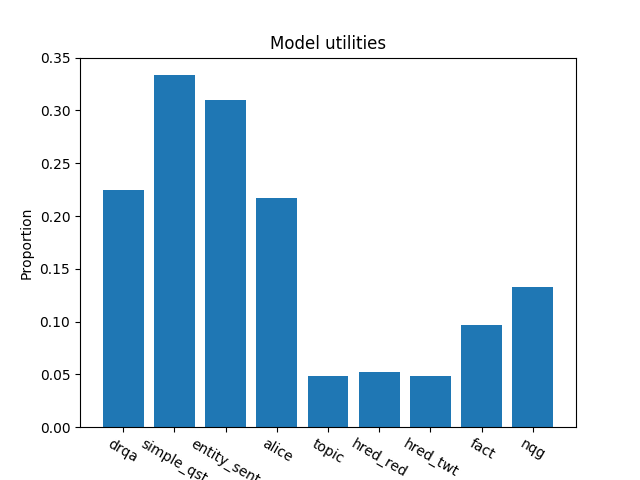 Model utilities
Proportion
0.35
0.30
0.25
0.20
0.15
0.10
0.05
0.00
drqa
simple_qst
entity_sent
alice
topic
hred_red
hred_twt
fact
nqg